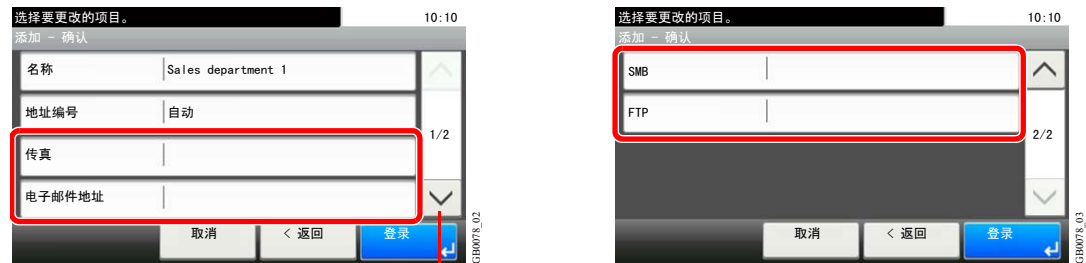 选择要更改的项目。
10:10
添加 - 确认
名称 Sales department 1
地址编号 自动
1/2
传真
电子邮件地址
取消 < 返回 登录
GB0078_02
选择要更改的项目。
10:10
添加 - 确认
SMB
FTP
2/2
取消 < 返回 登录
GB0078_03